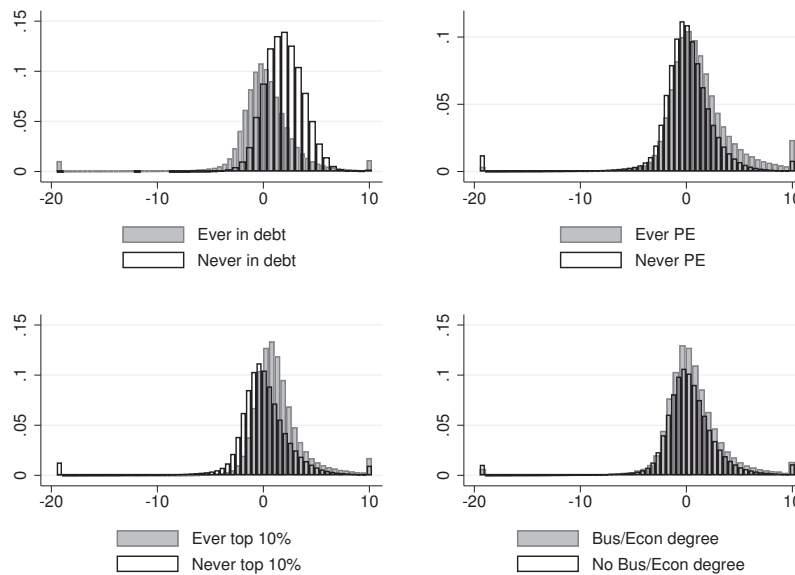 .15
.1
.05
0
-20 -10 0 10
Ever in debt
Never in debt
.1
.05
0
-20 -10 0 10
Ever PE
Never PE
.15
.1
.05
0
-20 -10 0 10
Ever top 10%
Never top 10%
.15
.1
.05
0
-20 -10 0 10
Bus/Econ degree
No Bus/Econ degree